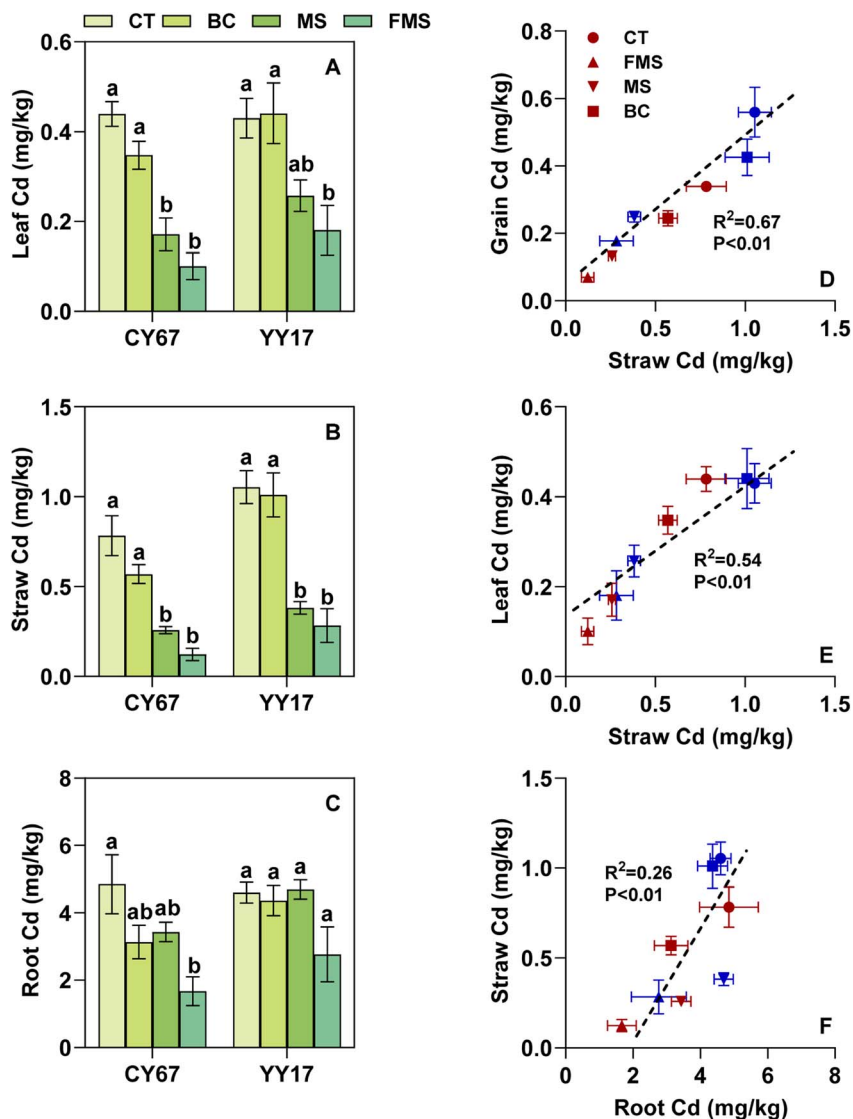 CT BC MS FMS
A
a a a a
b b ab b
Leaf Cd (mg/kg)
0.6
0.4
0.2
0.0
CY67 YY17
B
a a a a
b b b b
Straw Cd (mg/kg)
1.5
1.0
0.5
0.0
CY67 YY17
C
a ab ab b
a a a a
Root Cd (mg/kg)
8
6
4
2
0
CY67 YY17
CT
FMS
MS
BC
Grain Cd (mg/kg)
0.8
0.6
0.4
0.2
0.0
R²=0.67
P<0.01
D
0.0 0.5 1.0 1.5
Straw Cd (mg/kg)
Leaf Cd (mg/kg)
0.6
0.4
0.2
0.0
R²=0.54
P<0.01
E
0.0 0.5 1.0 1.5
Straw Cd (mg/kg)
Straw Cd (mg/kg)
1.5
1.0
0.5
0.0
R²=0.26
P<0.01
F
0 2 4 6 8
Root Cd (mg/kg)